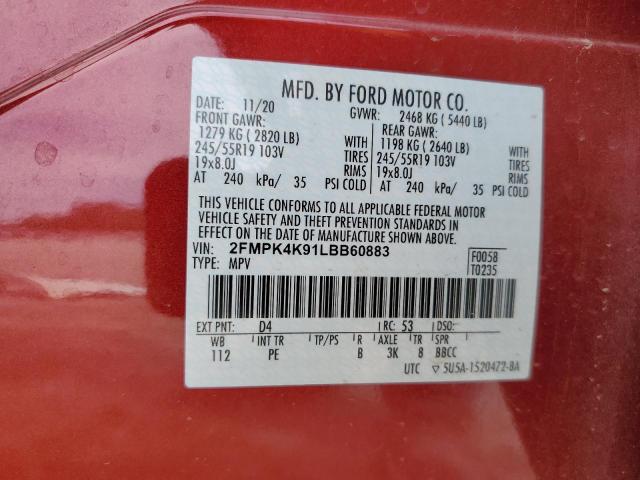 MFD. BY FORD MOTOR CO.
DATE: 11/20 GVWR: 2468 KG ( 5440 LB)
FRONT GAWR: REAR GAWR:
1279 KG ( 2820 LB) WITH 1198 KG ( 2640 LB) WITH
245/55R19 103V TIRES 245/55R19 103V TIRES
19x8.0J RIMS 19x8.0J RIMS
AT 240 kPa/ 35 PSI COLD AT 240 kPa/ 35 PSI COLD
THIS VEHICLE CONFORMS TO ALL APPLICABLE FEDERAL MOTOR
VEHICLE SAFETY AND THEFT PREVENTION STANDARDS IN
EFFECT ON THE DATE OF MANUFACTURE SHOWN ABOVE.
VIN: 2FMPK4K91LBB60883 F0058
TYPE: MPV T0235
EXT PNT: D4 RC: 53 DSO:
WB INT TR TP/PS R AXLE TR SPR
112 PE B 3K 8 BBCC
UTC ▽ 5U5A-1520472-BA